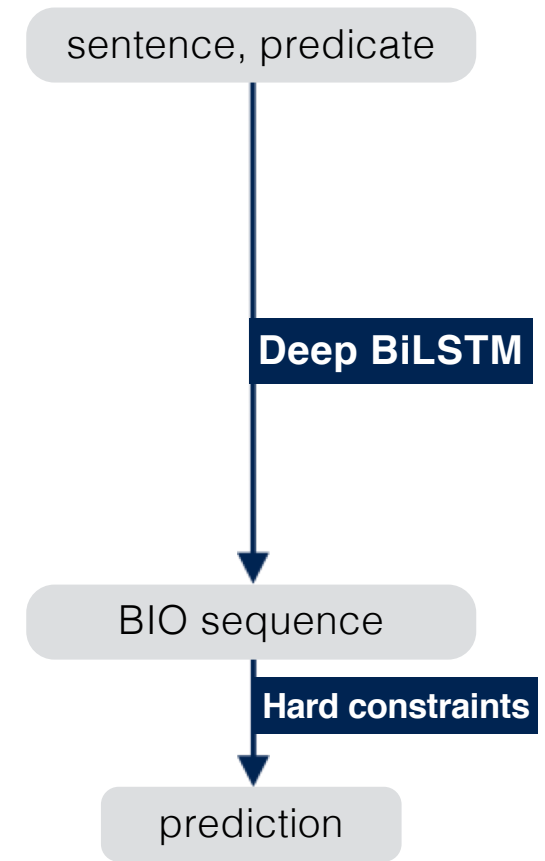 sentence, predicate
Deep BiLSTM
BIO sequence
Hard constraints
prediction